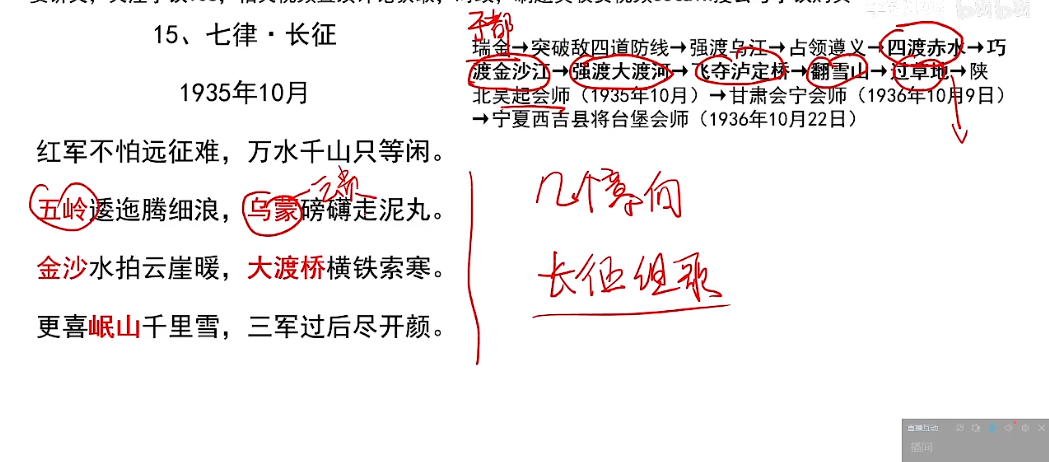 15、七律·长征
1935年10月
红军不怕远征难，万水千山只等闲。
五岭逶迤腾细浪，乌蒙磅礴走泥丸。
云贵
金沙水拍云崖暖，大渡桥横铁索寒。
更喜岷山千里雪，三军过后尽开颜。
于都
瑞金→突破敌四道防线→强渡乌江→占领遵义→四渡赤水→巧
渡金沙江→强渡大渡河→飞夺泸定桥→翻雪山→过草地→陕
北吴起会师（1935年10月）→甘肃会宁会师（1936年10月9日）
→宁夏西吉县将台堡会师（1936年10月22日）
长征组歌
直播互动
播间